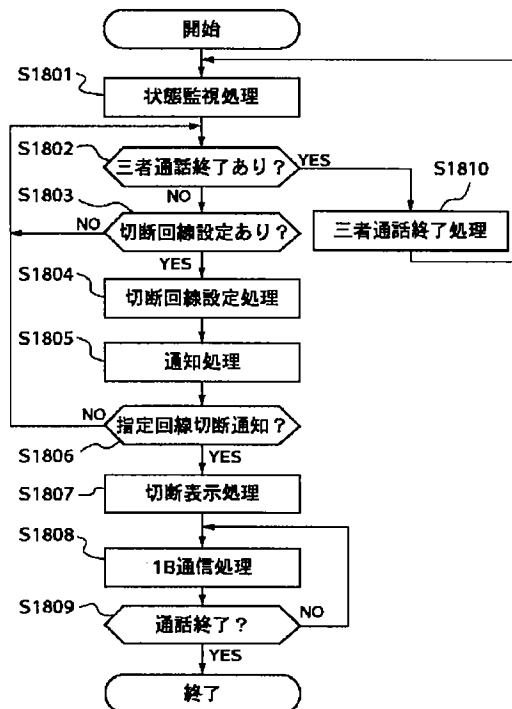 開始
S1801
状態監視処理
S1802
三者通話終了あり?
YES
NO
S1810
三者通話終了処理
S1803
切断回線設定あり?
NO
YES
S1804
切断回線設定処理
S1805
通知処理
S1806
指定回線切断通知?
NO
YES
S1807
切断表示処理
S1808
1B通信処理
S1809
通話終了?
NO
YES
終了